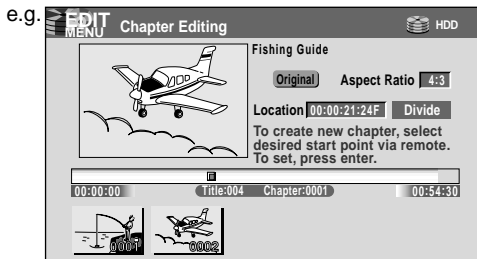 e.g.
EDIT MENU Chapter Editing HDD
Fishing Guide
Original Aspect Ratio 4:3
Location 00:00:21:24F Divide
To create new chapter, select
desired start point via remote.
To set, press enter.
00:00:00 Title:004 Chapter:0001 00:54:30
0001 0002